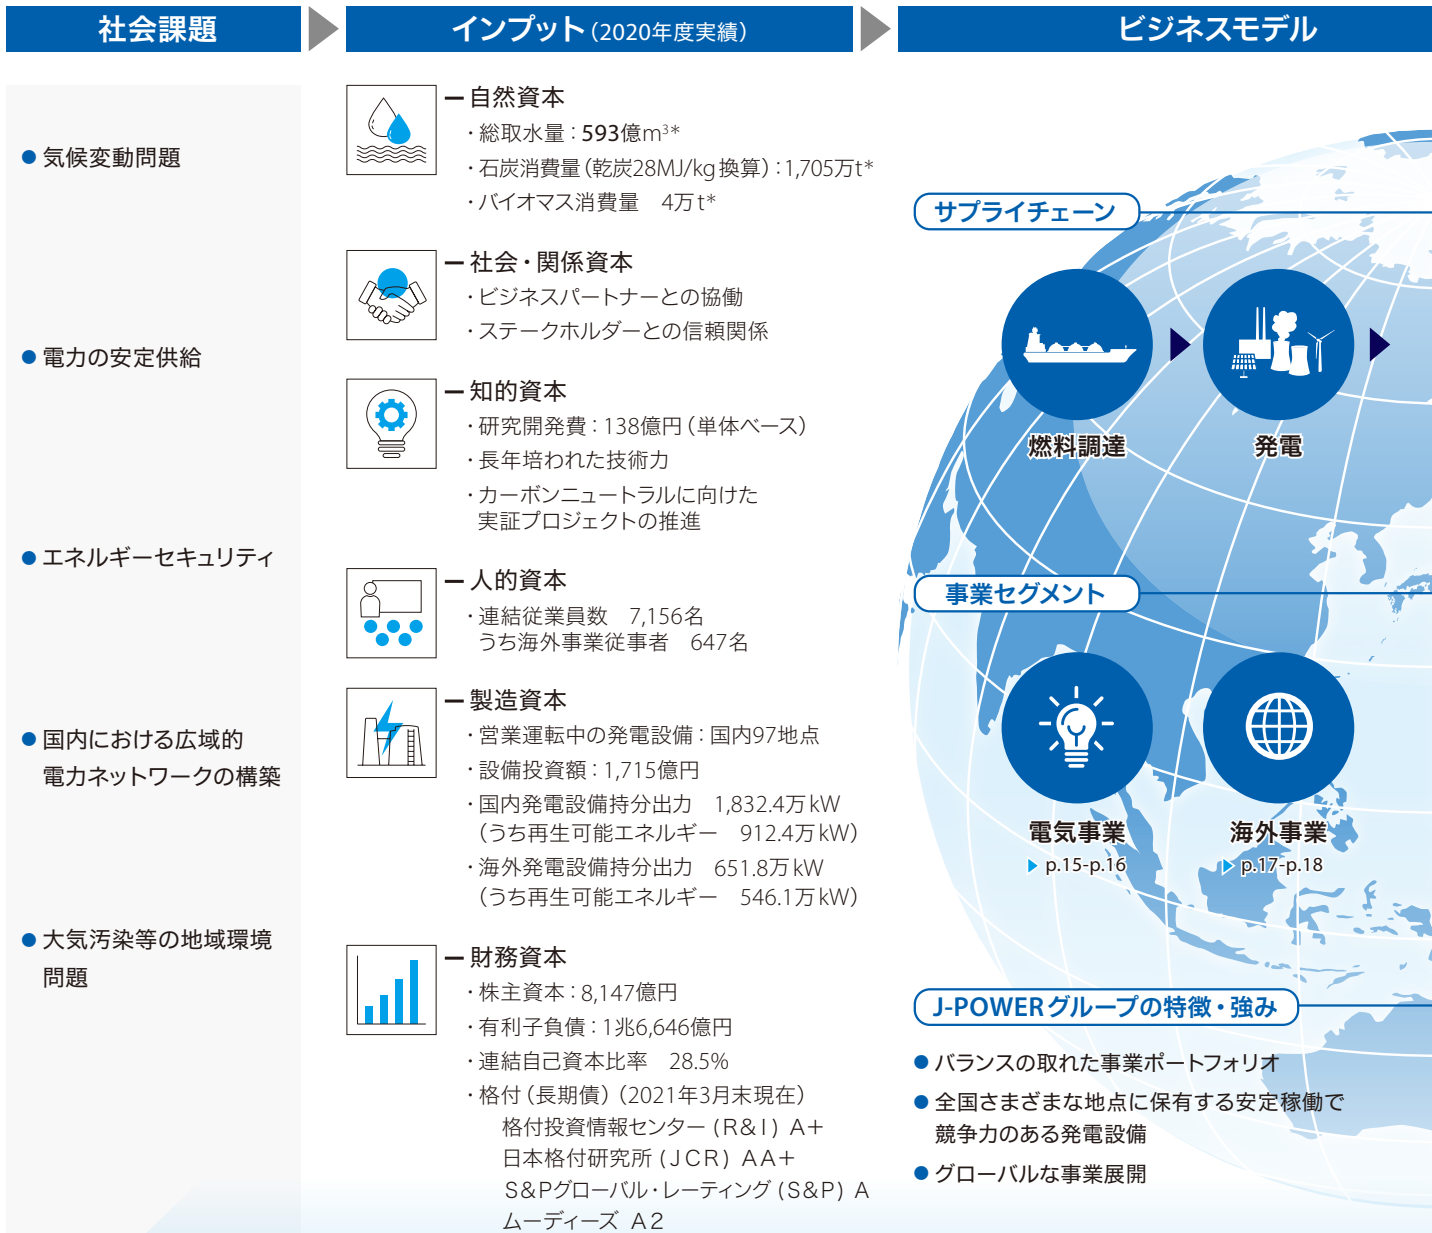 社会課題
インプット（2020年度実績）
ビジネスモデル
● 気候変動問題
● 電力の安定供給
● エネルギーセキュリティ
● 国内における広域的
電力ネットワークの構築
● 大気汚染等の地域環境
問題
自然資本
・総取水量：593億m³*
・石炭消費量（乾炭28MJ/kg換算）：1,705万t*
・バイオマス消費量　4万t*
社会・関係資本
・ビジネスパートナーとの協働
・ステークホルダーとの信頼関係
知的資本
・研究開発費：138億円（単体ベース）
・長年培われた技術力
・カーボンニュートラルに向けた
実証プロジェクトの推進
人的資本
・連結従業員数　7,156名
うち海外事業従事者　647名
製造資本
・営業運転中の発電設備：国内97地点
・設備投資額：1,715億円
・国内発電設備持分出力　1,832.4万kW
（うち再生可能エネルギー　912.4万kW）
・海外発電設備持分出力　651.8万kW
（うち再生可能エネルギー　546.1万kW）
財務資本
・株主資本：8,147億円
・有利子負債：1兆6,646億円
・連結自己資本比率　28.5%
・格付（長期債）（2021年3月末現在）
格付投資情報センター（R&I）A＋
日本格付研究所（JCR）AA＋
S&Pグローバル・レーティング（S&P）A
ムーディーズ A2
サプライチェーン
燃料調達
発電
事業セグメント
電気事業
p.15-p.16
海外事業
p.17-p.18
J-POWERグループの特徴・強み
● バランスの取れた事業ポートフォリオ
● 全国さまざまな地点に保有する安定稼働で
競争力のある発電設備
● グローバルな事業展開